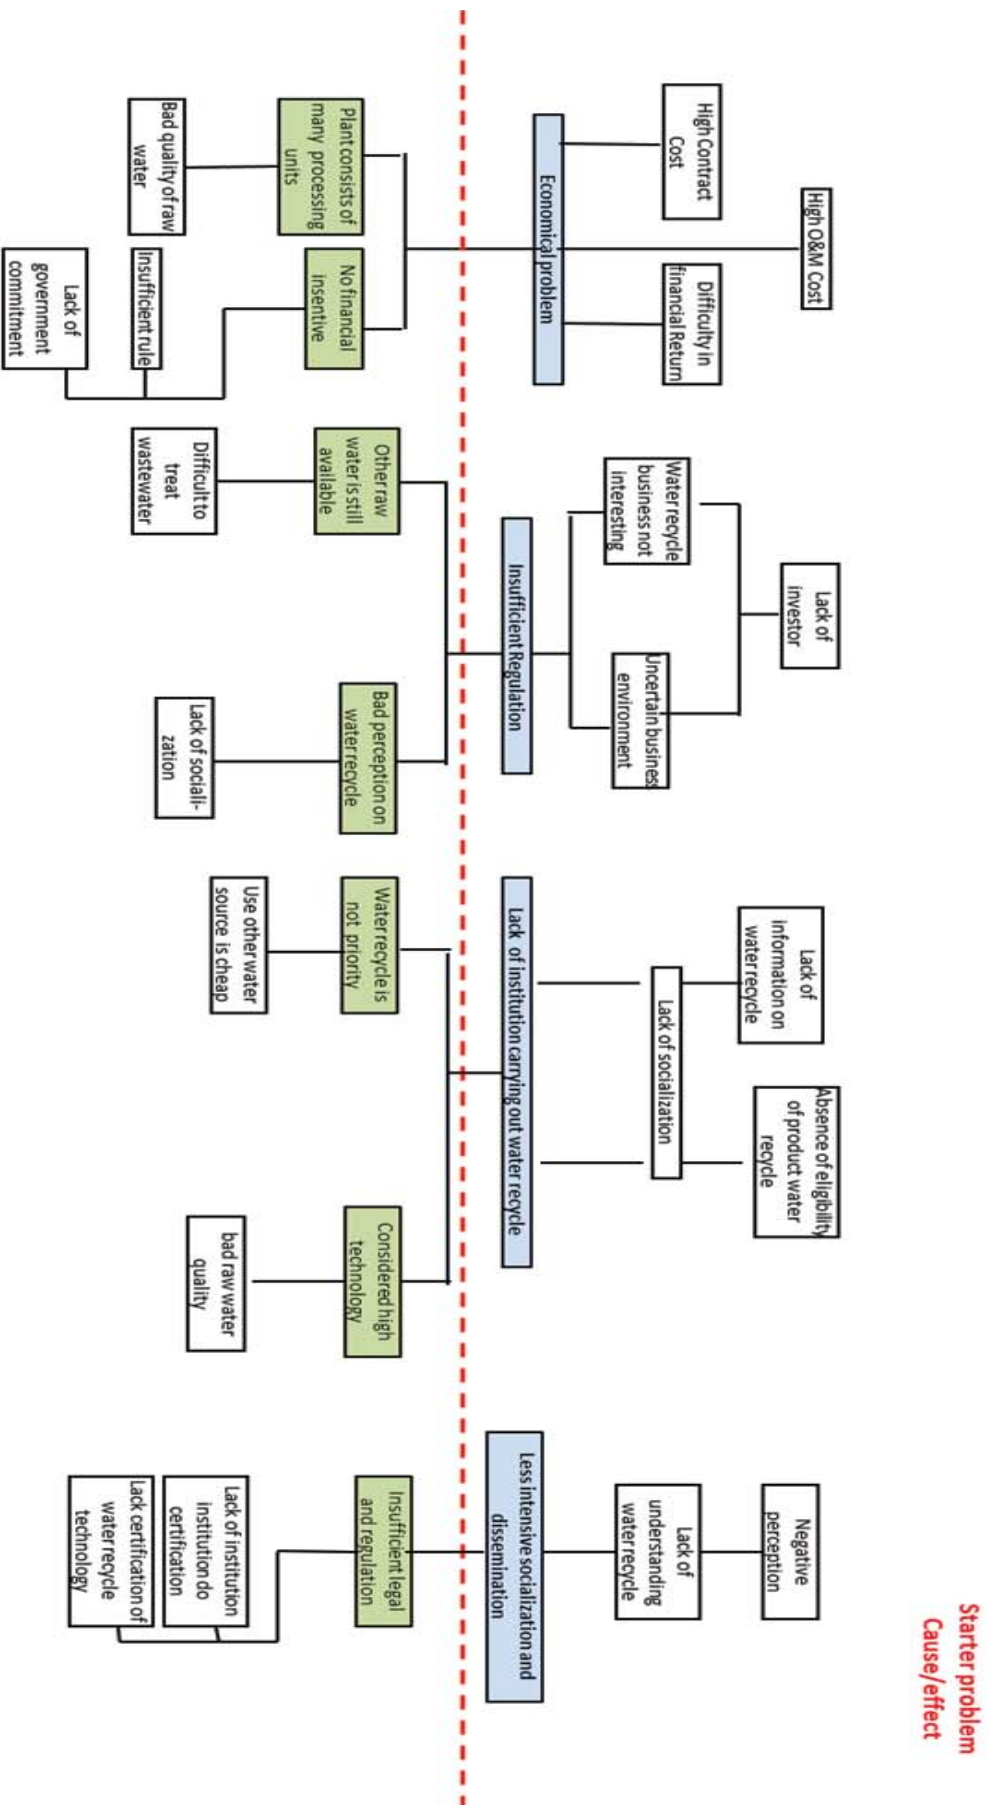 Starter problem
Cause/effect
High O&M Cost
High Contract
Cost
Difficulty in
financial Return
Economical problem
Plant consists of
many processing
units
No financial
insentive
Bad quality of raw
water
Insufficient rule
Lack of
government
commitment
Lack of
investor
Water recycle
business not
interesting
Uncertain business
environment
Insufficient Regulation
Other raw
water is still
available
Bad perception on
water recycle
Difficult to
treat
wastewater
Lack of sociali-
zation
Lack of
information on
water recycle
Absence of eligibility
of product water
recycle
Lack of socialization
Lack of institution carrying out water recycle
Water recycle is
not priority
Considered high
technology
Use other water
source is cheap
bad raw water
quality
Negative
perception
Lack of
understanding
water recycle
Less intensive socialization and
dissemination
Insufficient legal
and regulation
Lack of institution
institution do
certification
Lack certification of
water recycle
technology